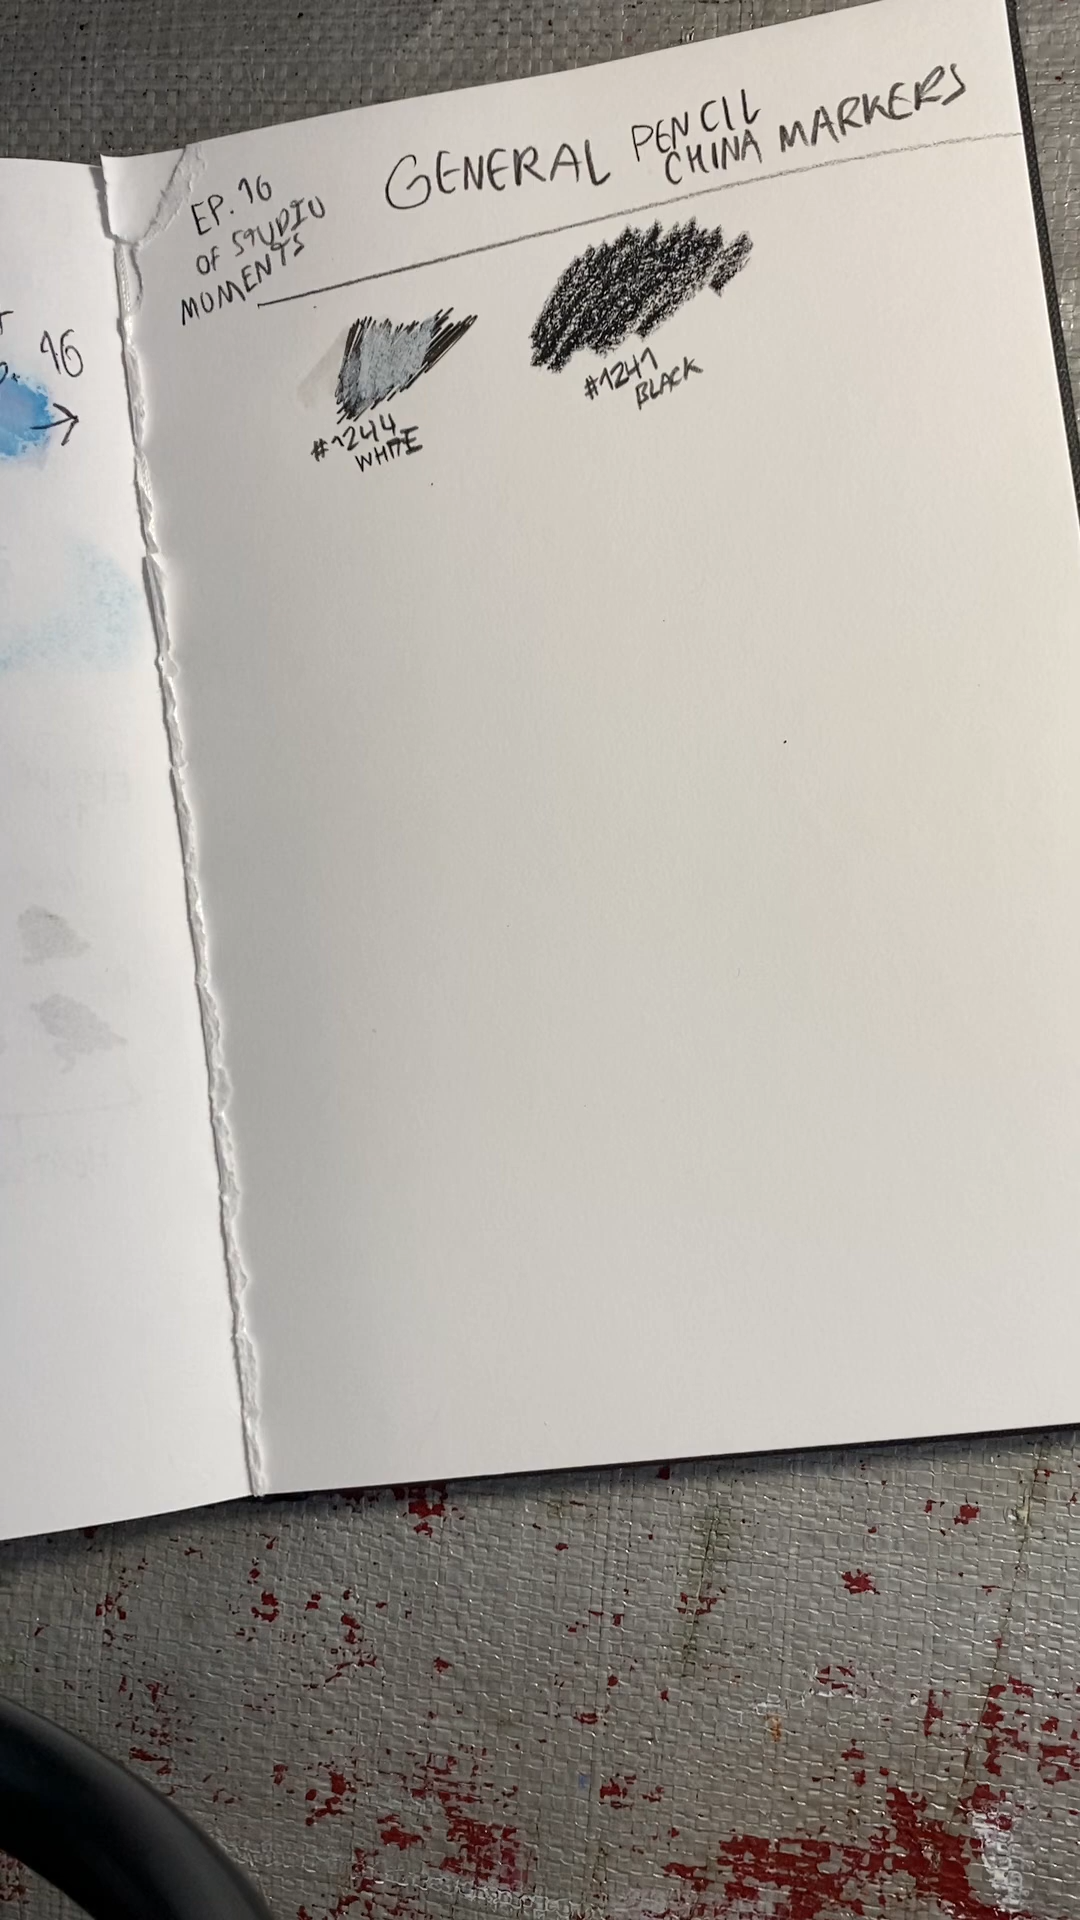 EP. 16
OF STUDIO
MOMENTS
GENERAL PENCIL
CHINA MARKERS
#1244
WHITE
#1241
BLACK
16